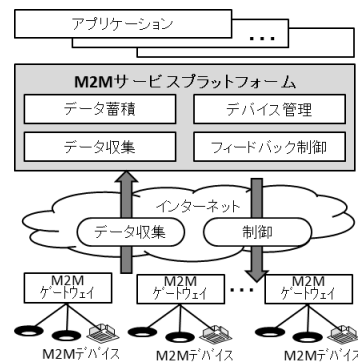 アプリケーション
...
M2Mサービスプラットフォーム
データ蓄積 デバイス管理
データ収集 フィードバック制御
インターネット
データ収集 制御
M2M M2M M2M
ゲートウェイ ゲートウェイ ... ゲートウェイ
M2Mデバイス M2Mデバイス M2Mデバイス